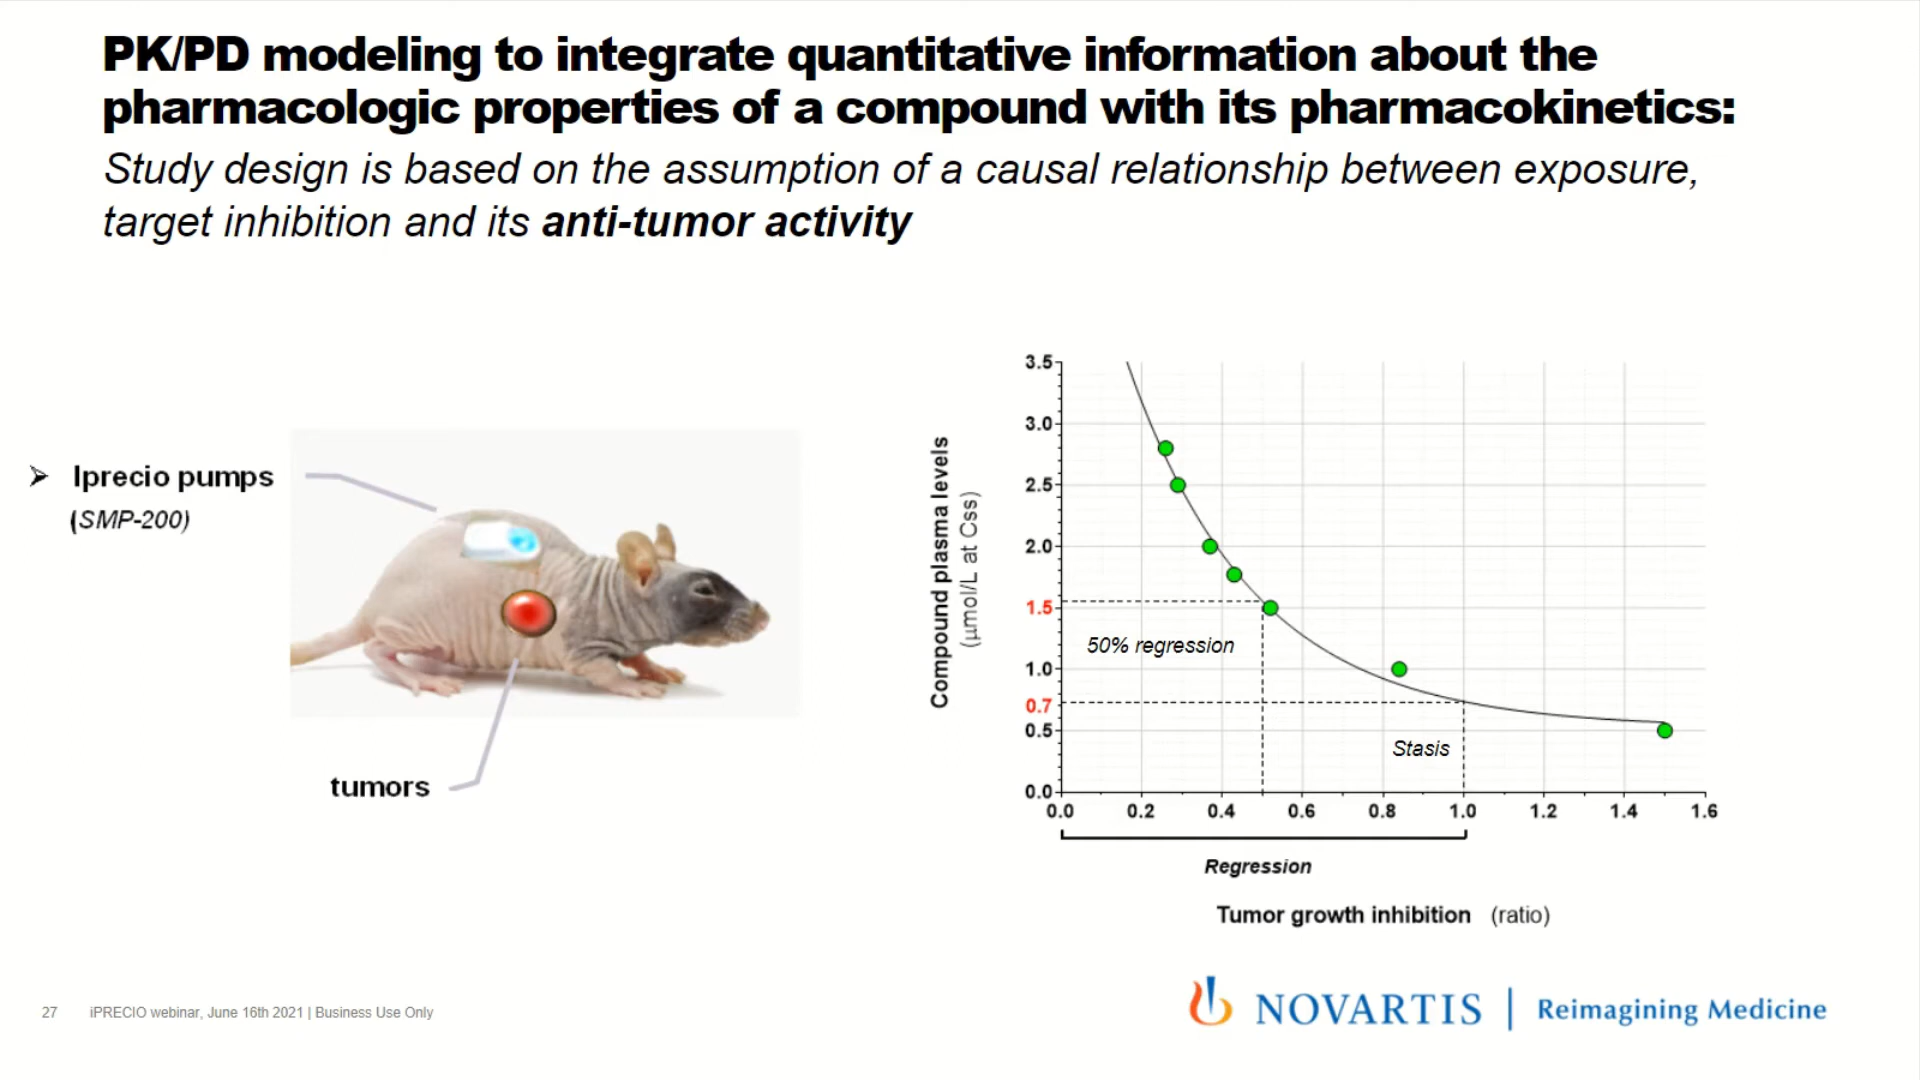 PK/PD modeling to integrate quantitative information about the
pharmacologic properties of a compound with its pharmacokinetics:
Study design is based on the assumption of a causal relationship between exposure,
target inhibition and its anti-tumor activity
➢ Iprecio pumps
(SMP-200)
tumors
Compound plasma levels
(µmol/L at Css)
3.5
3.0
2.5
2.0
1.5
1.0
0.7
0.5
0.0
50% regression
Stasis
0.0 0.2 0.4 0.6 0.8 1.0 1.2 1.4 1.6
Regression
Tumor growth inhibition (ratio)
27 iPRECIO webinar, June 16th 2021 | Business Use Only
NOVARTIS | Reimagining Medicine